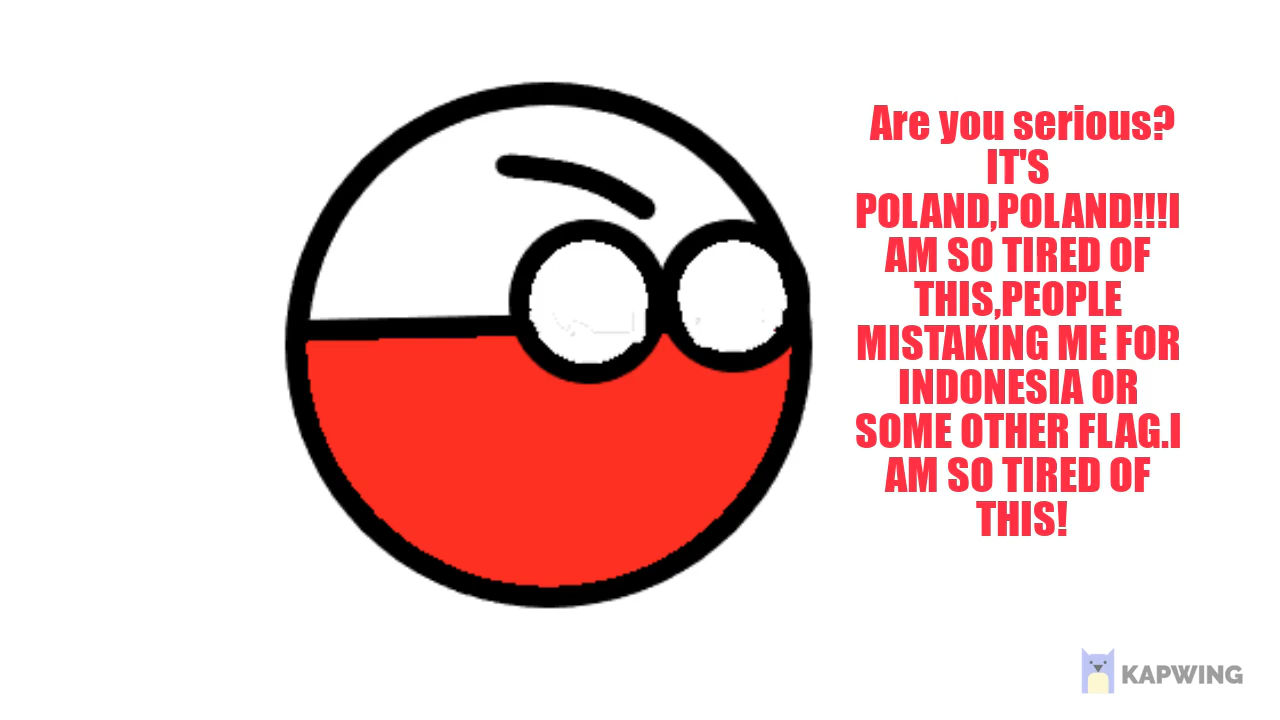 Are you serious?
IT'S
POLAND,POLAND!!!I
AM SO TIRED OF
THIS,PEOPLE
MISTAKING ME FOR
INDONESIA OR
SOME OTHER FLAG.I
AM SO TIRED OF
THIS!
KAPWING